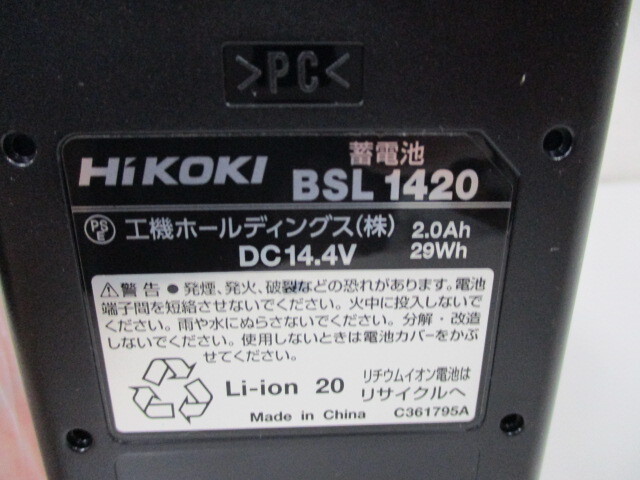 >PC<
蓄電池
HiKOKI BSL 1420
PSE 工機ホールディングス(株) 2.0Ah
DC14.4V 29Wh
⚠警告 ● 発煙、発火、破裂などの恐れがあります。電池
端子間を短絡させないでください。火中に投入しないで
ください。雨や水にぬらさないでください。分解・改造
しないでください。使用しないときは電池カバーをかぶ
せてください。
Li-ion 20 リチウムイオン電池は
リサイクルへ
Made in China C361795A